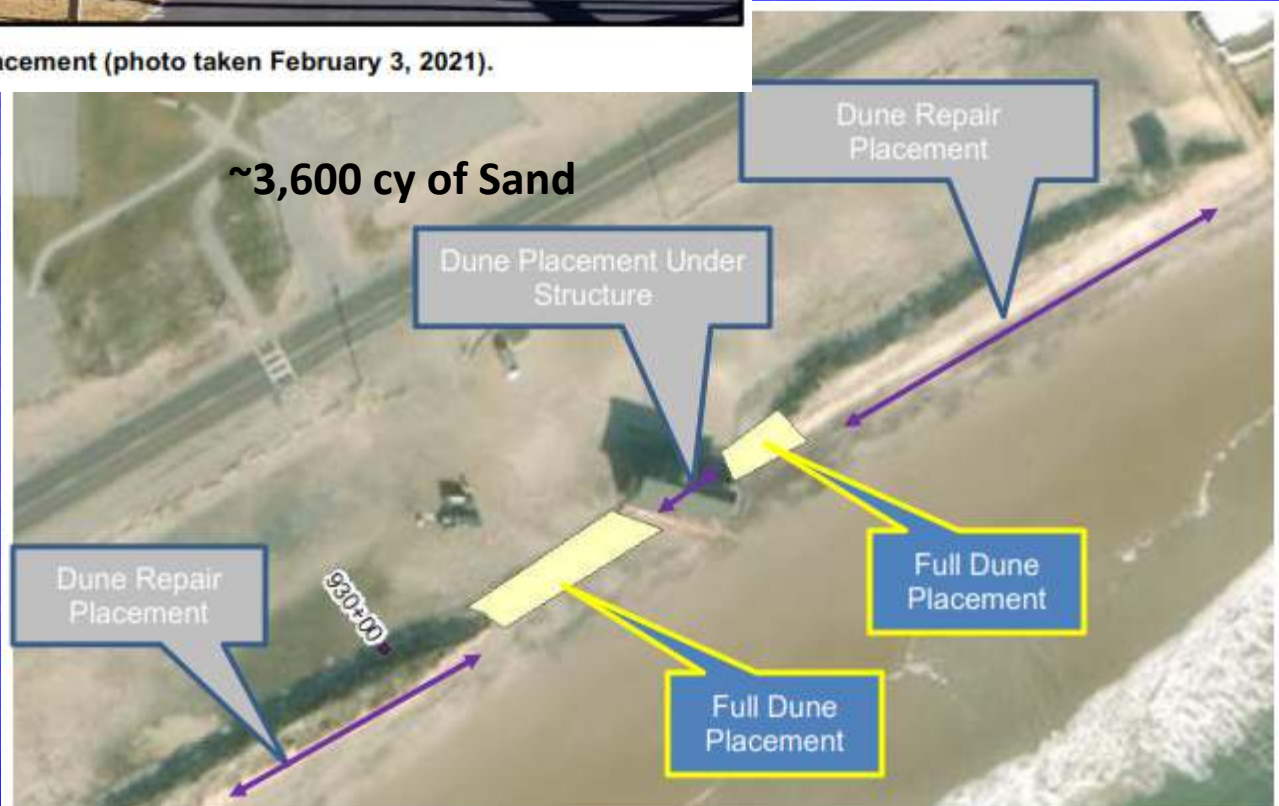 acement (photo taken February 3, 2021).
~3,600 cy of Sand
Dune Repair
Placement
Dune Placement Under
Structure
Full Dune
Placement
Dune Repair
Placement
930+00
Full Dune
Placement